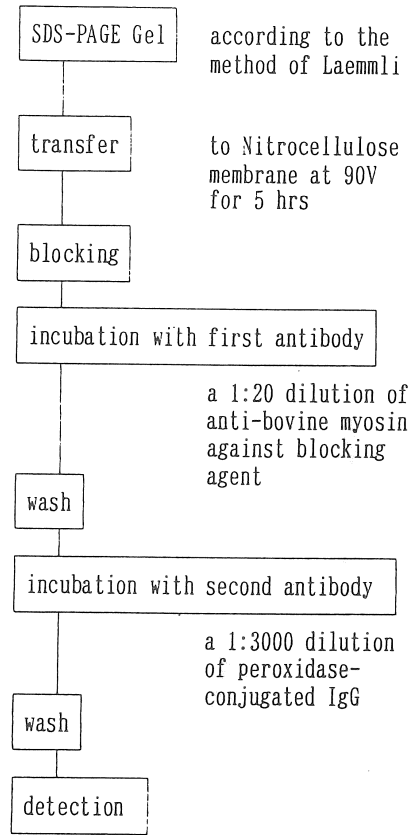 SDS-PAGE Gel
according to the
method of Laemmli
transfer
to Nitrocellulose
membrane at 90V
for 5 hrs
blocking
incubation with first antibody
a 1:20 dilution of
anti-bovine myosin
against blocking
agent
wash
incubation with second antibody
a 1:3000 dilution
of peroxidase-
conjugated IgG
wash
detection